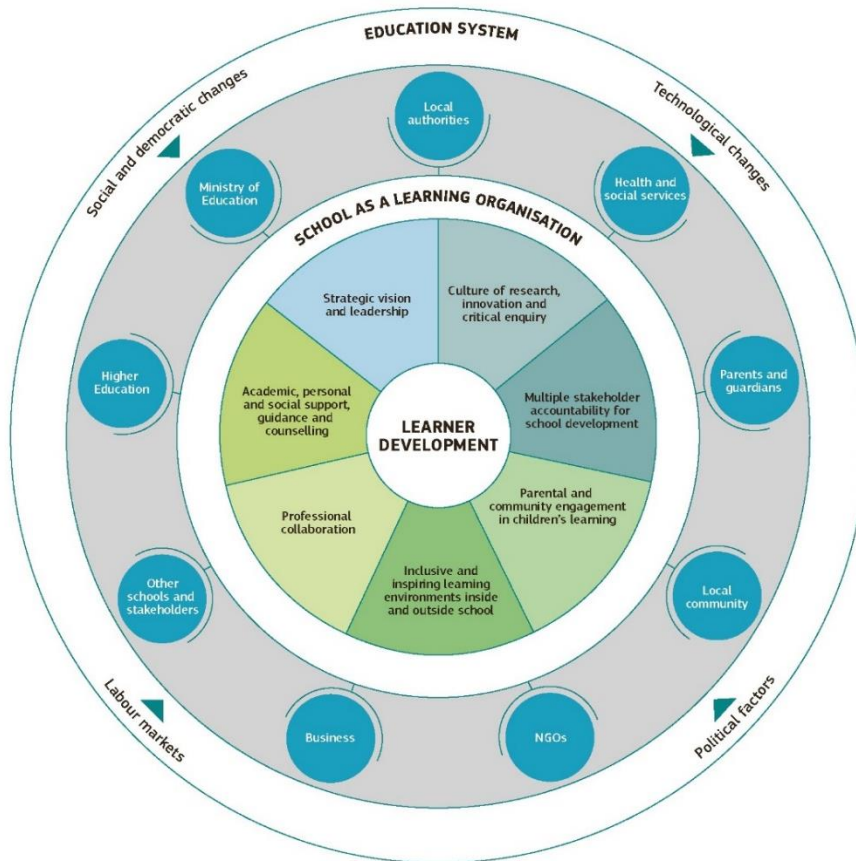 EDUCATION SYSTEM
Social and democratic changes
Technological changes
Local
authorities
Ministry of
Education
Health and
social services
SCHOOL AS A LEARNING ORGANISATION
Strategic vision
and leadership
Culture of research,
innovation and
critical enquiry
Higher
Education
Parents and
guardians
Academic, personal
and social support,
guidance and
counselling
Multiple stakeholder
accountability for
school development
LEARNER
DEVELOPMENT
Professional
collaboration
Parental and
community engagement
in children's learning
Inclusive and
inspiring learning
environments inside
and outside school
Other
schools and
stakeholders
Local
community
Business
NGOs
Labour markets
Political factors